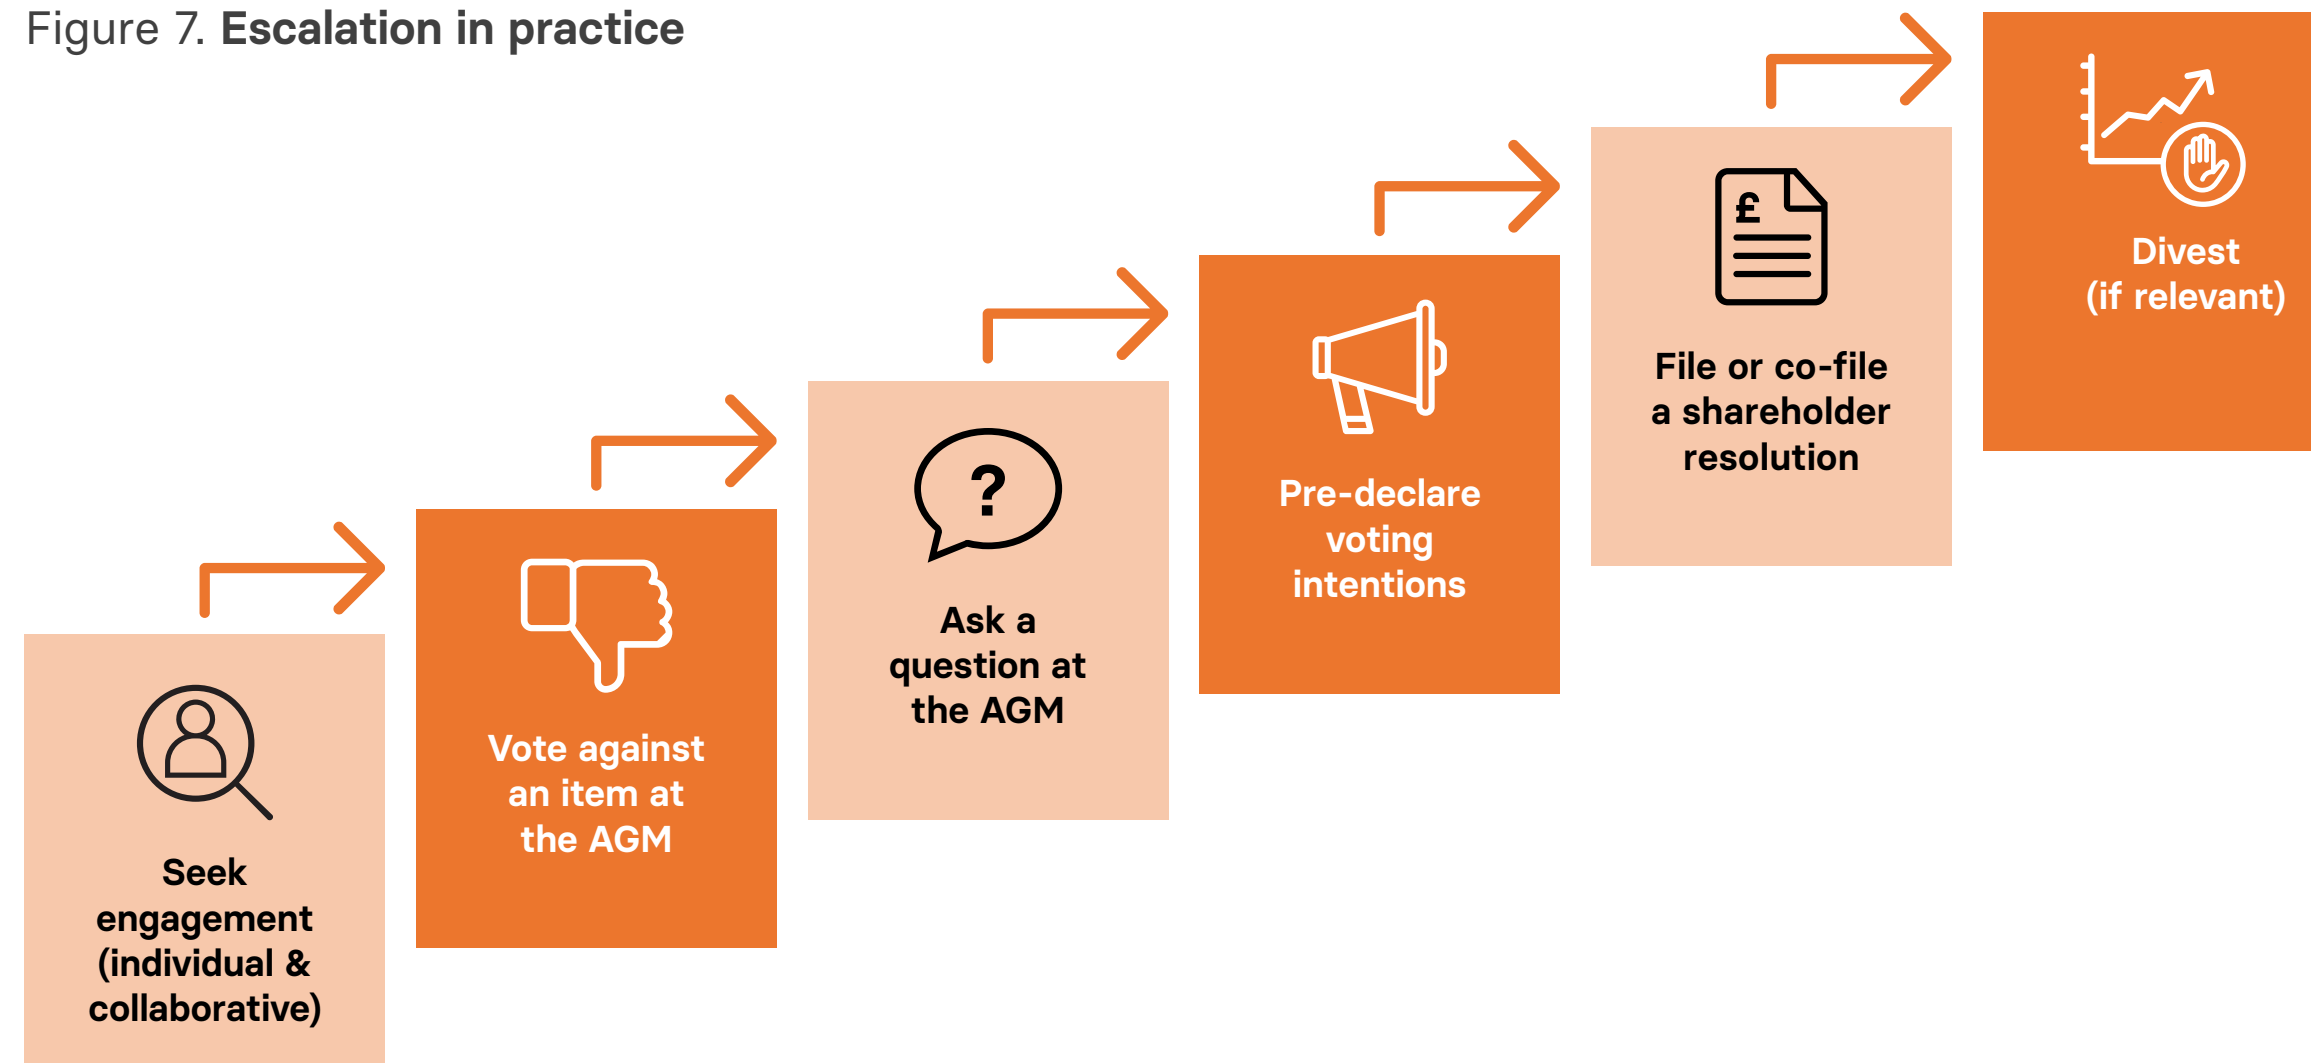 Figure 7. Escalation in practice
Seek
engagement
(individual &
collaborative)
Vote against
an item at
the AGM
?
Ask a
question at
the AGM
Pre-declare
voting
intentions
£
File or co-file
a shareholder
resolution
Divest
(if relevant)